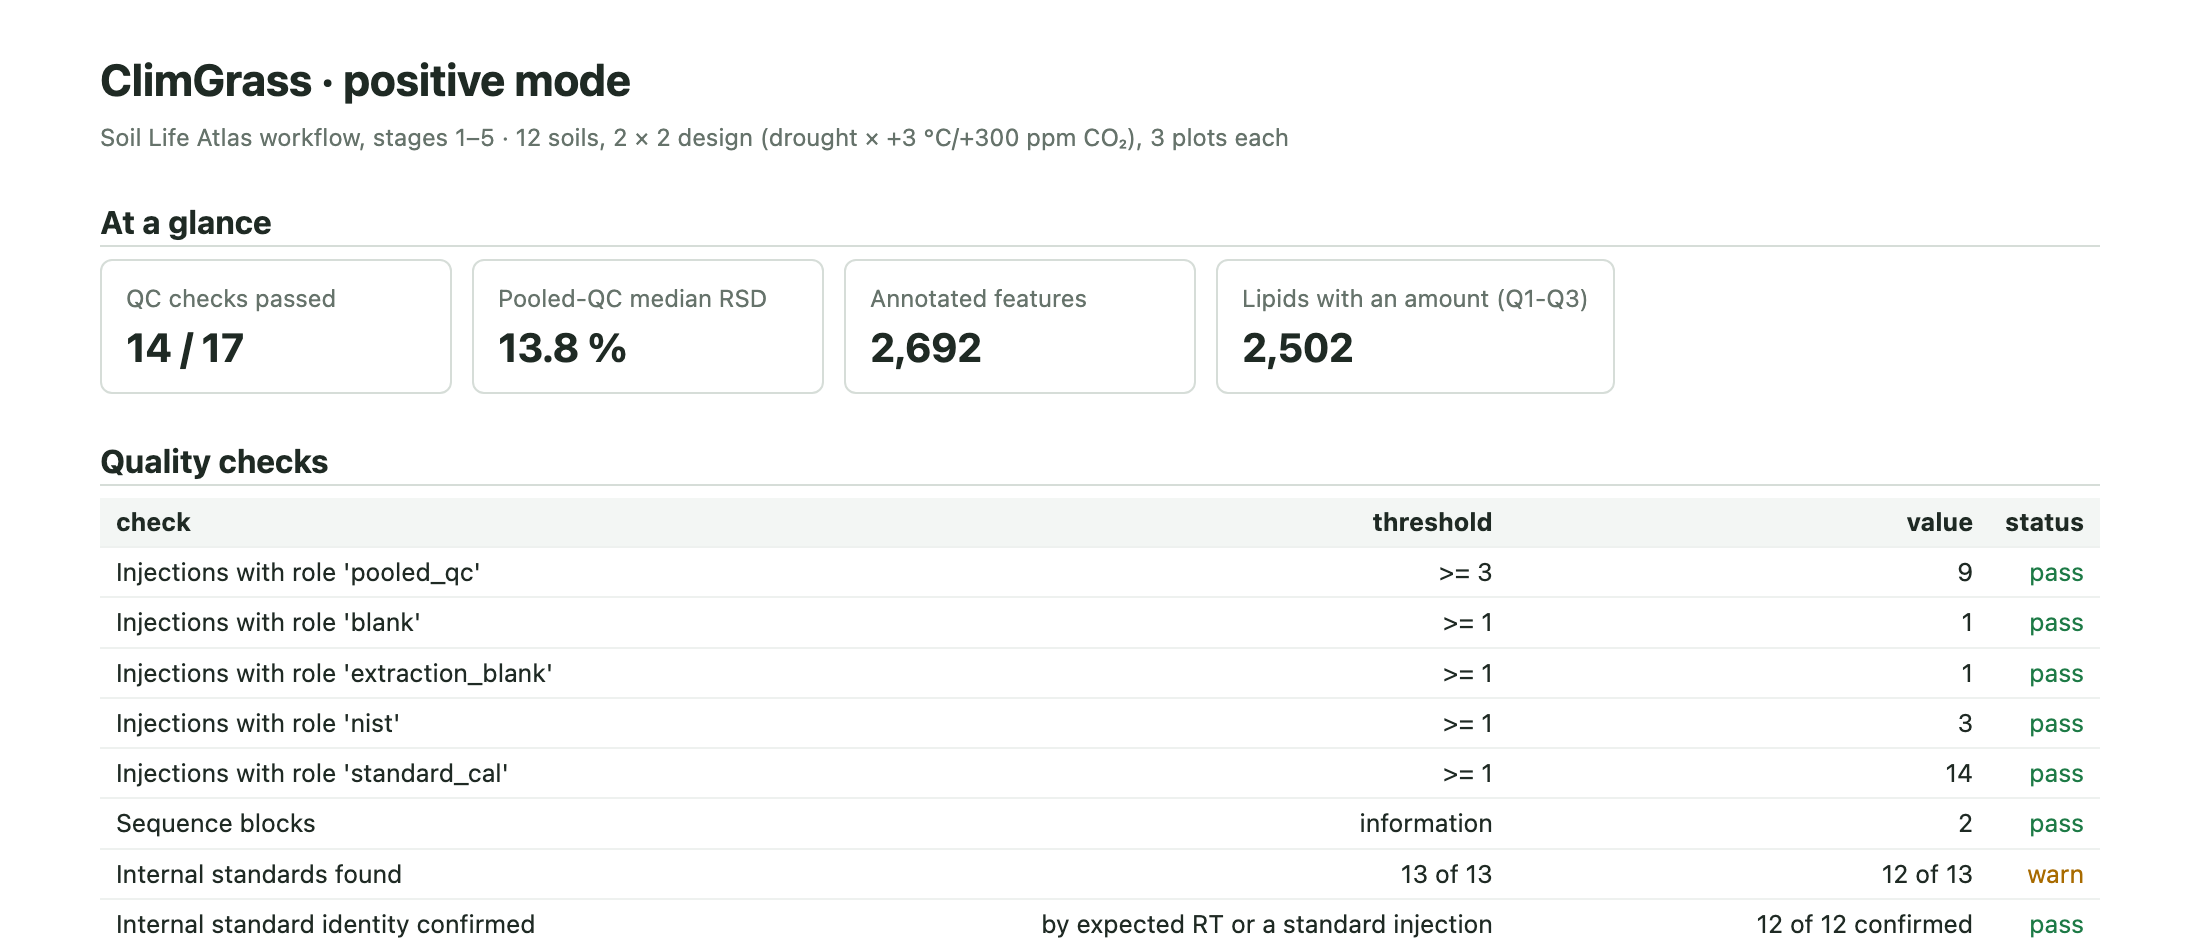 ClimGrass · positive mode
Soil Life Atlas workflow, stages 1–5 · 12 soils, 2 × 2 design (drought × +3 °C/+300 ppm CO₂), 3 plots each
At a glance
QC checks passed
14 / 17
Pooled-QC median RSD
13.8 %
Annotated features
2,692
Lipids with an amount (Q1-Q3)
2,502
Quality checks
check threshold value status
Injections with role 'pooled_qc' >= 3 9 pass
Injections with role 'blank' >= 1 1 pass
Injections with role 'extraction_blank' >= 1 1 pass
Injections with role 'nist' >= 1 3 pass
Injections with role 'standard_cal' >= 1 14 pass
Sequence blocks information 2 pass
Internal standards found 13 of 13 12 of 13 warn
Internal standard identity confirmed by expected RT or a standard injection 12 of 12 confirmed pass